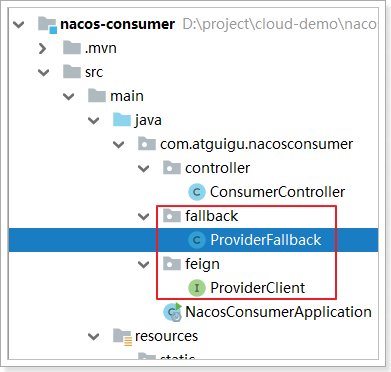 nacos-consumer D:\project\cloud-demo\naco
.mvn
src
main
java
com.atguigu.nacosconsumer
controller
ConsumerController
fallback
ProviderFallback
feign
ProviderClient
NacosConsumerApplication
resources
static